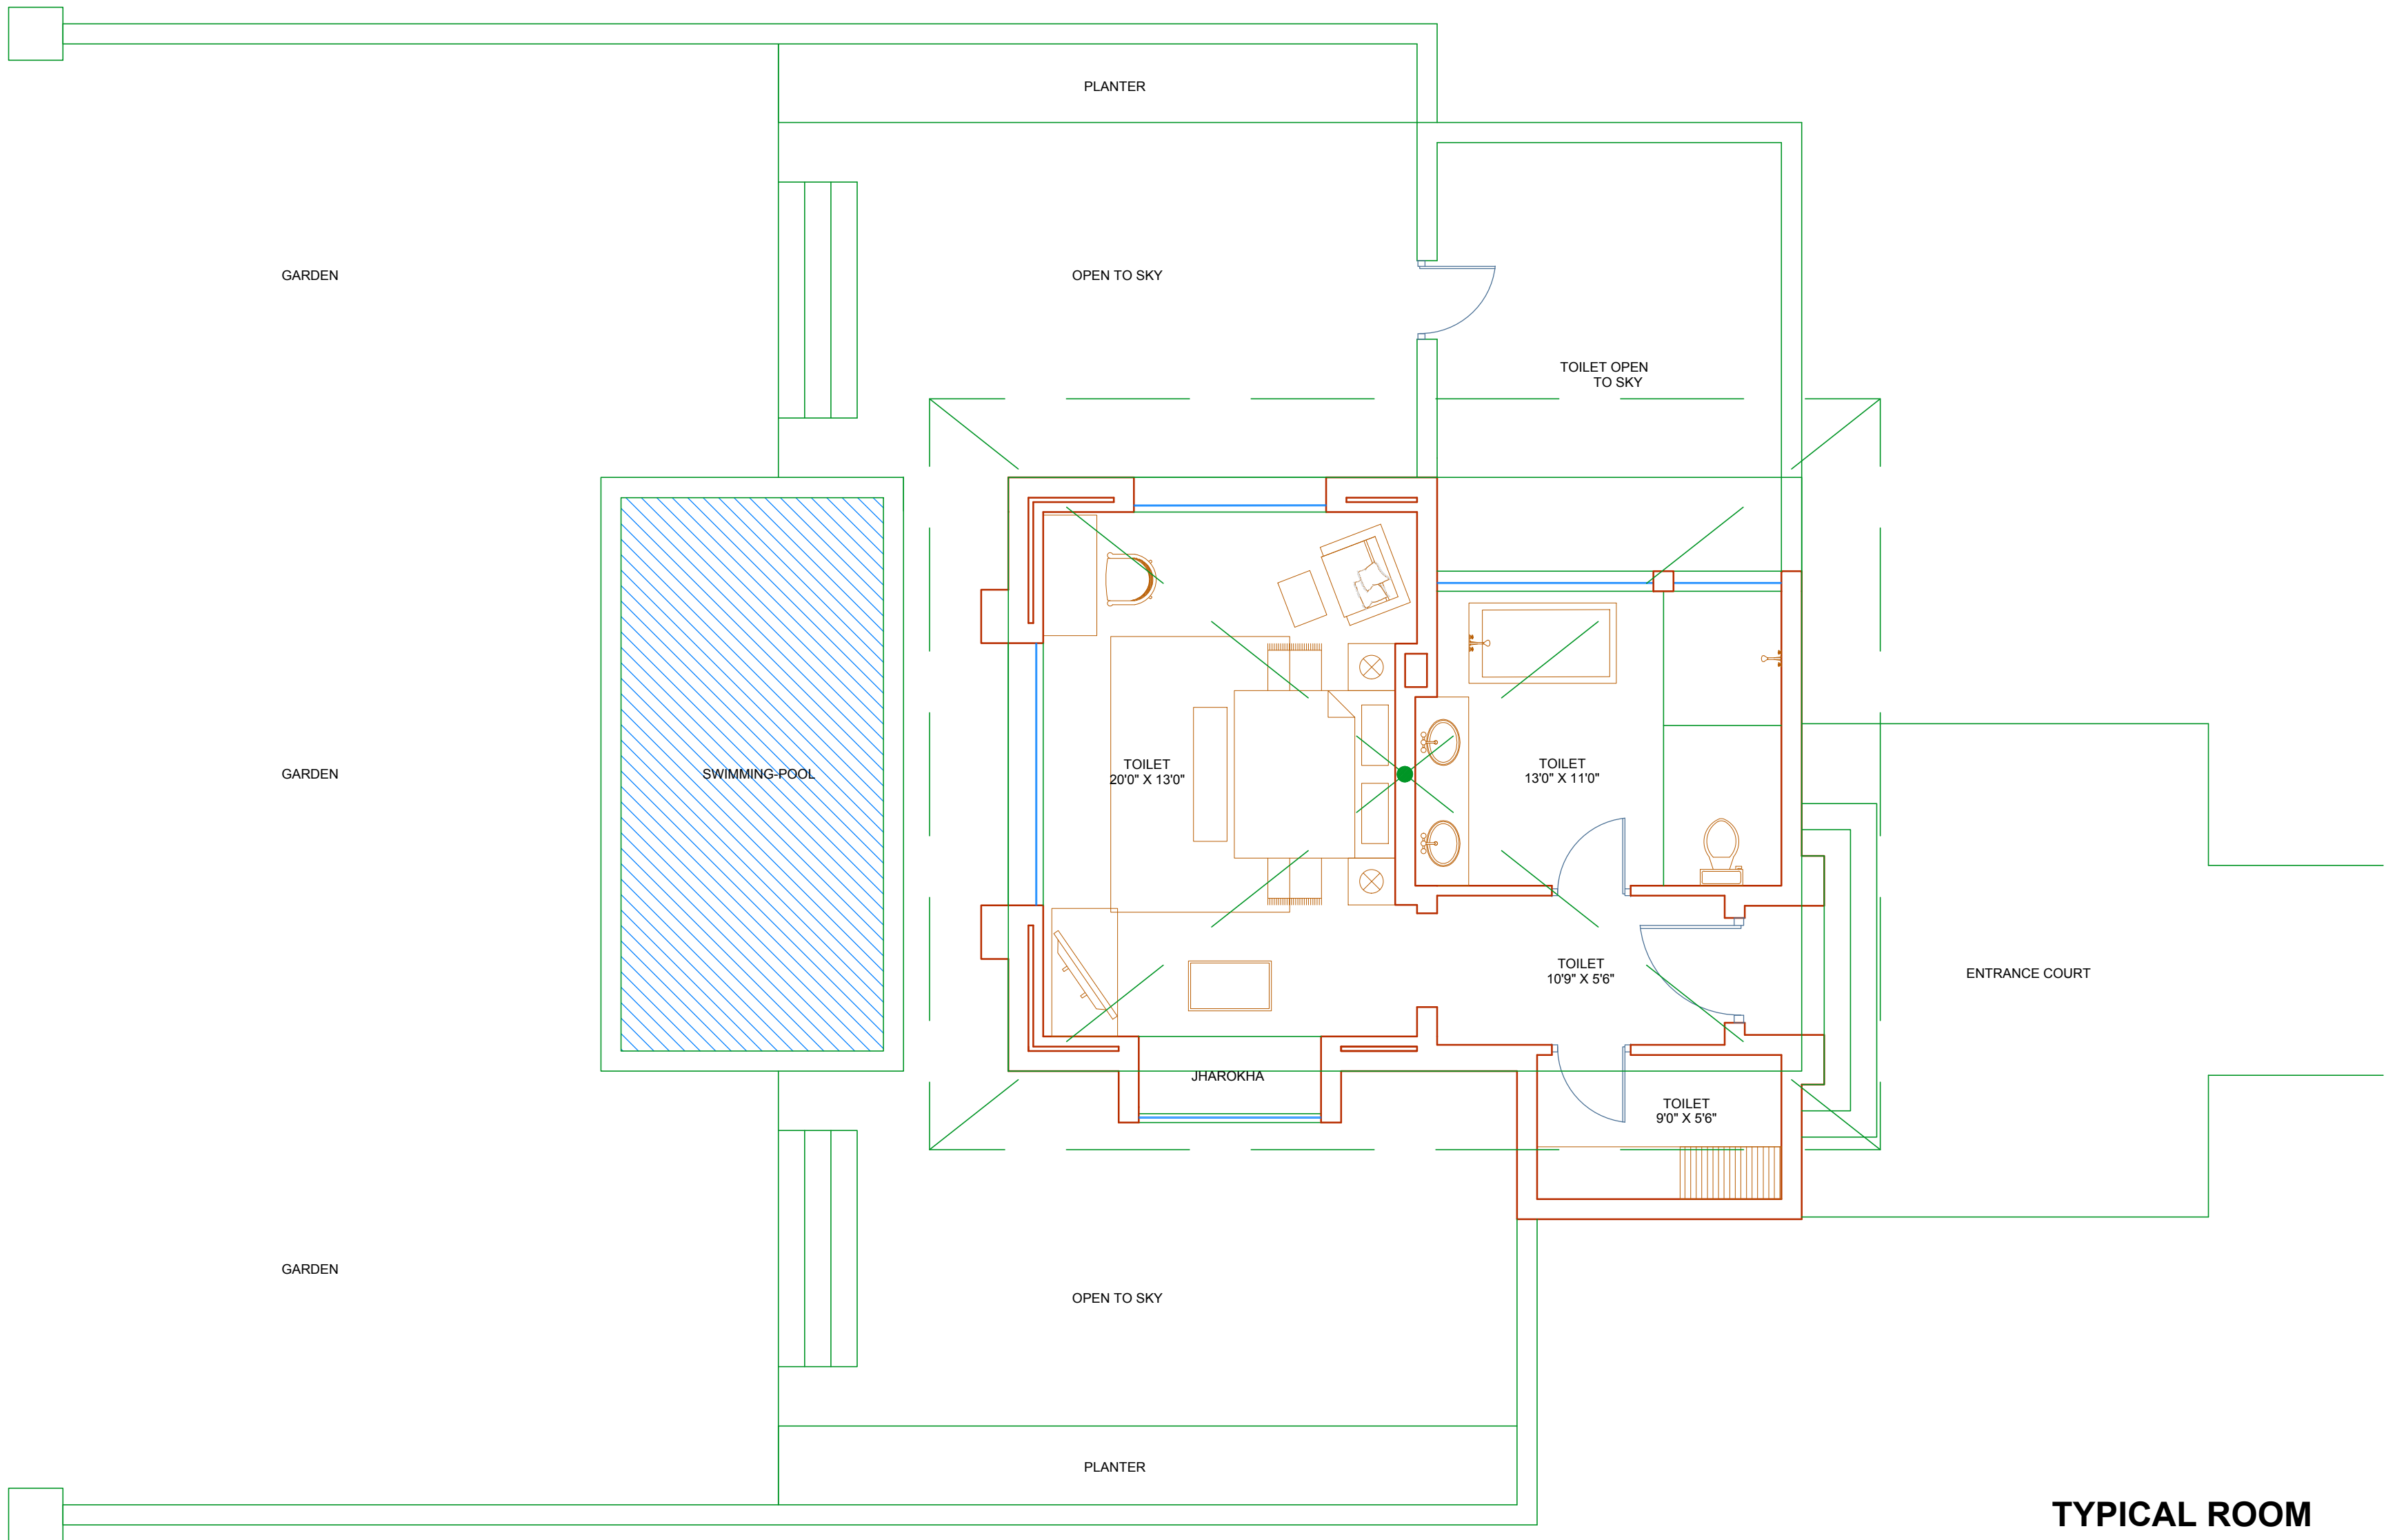 PLANTER
GARDEN
OPEN TO SKY
TOILET OPEN
TO SKY
GARDEN
SWIMMING-POOL
TOILET
20'0" X 13'0"
TOILET
13'0" X 11'0"
TOILET
10'9" X 5'6"
ENTRANCE COURT
JHAROKHA
TOILET
9'0" X 5'6"
GARDEN
OPEN TO SKY
PLANTER
TYPICAL ROOM